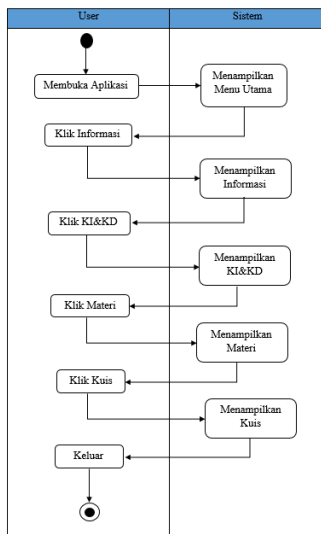 User
Sistem
Membuka Aplikasi
Menampilkan
Menu Utama
Klik Informasi
Menampilkan
Informasi
Klik KI&KD
Menampilkan
KI&KD
Klik Materi
Menampilkan
Materi
Klik Kuis
Menampilkan
Kuis
Keluar